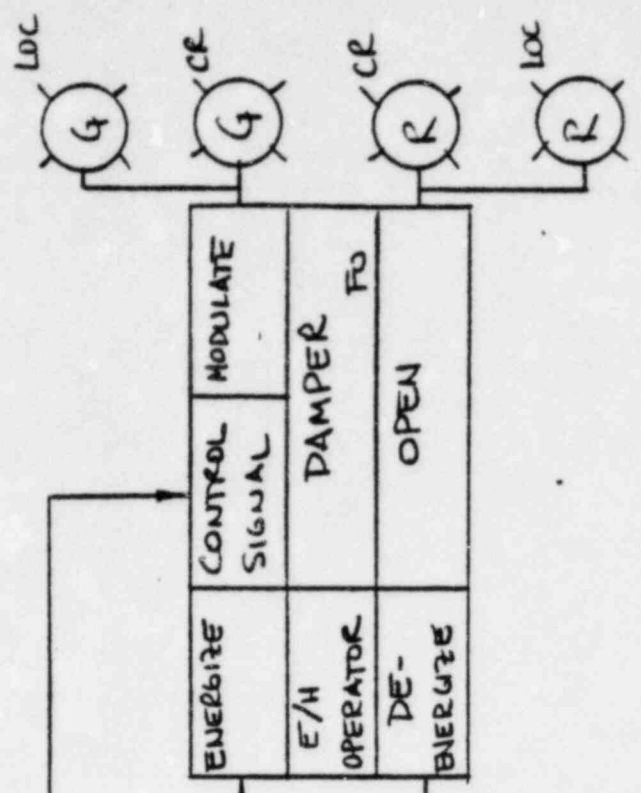 LOC
G
CR
G
CR
R
LOC
R
ENERGIZE
CONTROL
SIGNAL
MODULATE
E/H
OPERATOR
DAMPER
FO
DE-
ENERGIZE
OPEN